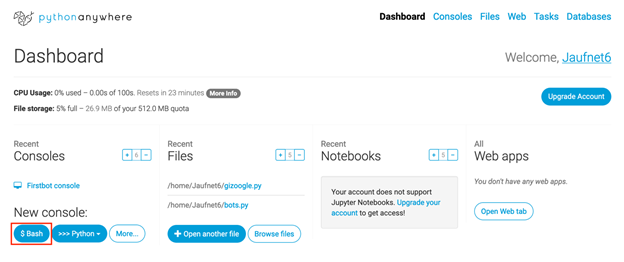 pythonanywhere
Dashboard Consoles Files Web Tasks Databases
Dashboard
Welcome, Jaufnet6
CPU Usage: 0% used – 0.00s of 100s. Resets in 23 minutes More Info
File storage: 5% full – 26.9 MB of your 512.0 MB quota
Upgrade Account
Recent
Consoles
+ 6 −
Firstbot console
New console:
$ Bash
>>> Python
More...
Recent
Files
+ 5 −
/home/Jaufnet6/gizoogle.py
/home/Jaufnet6/bots.py
+ Open another file
Browse files
Recent
Notebooks
+ 5 −
Your account does not support
Jupyter Notebooks. Upgrade your
account to get access!
All
Web apps
You don't have any web apps.
Open Web tab